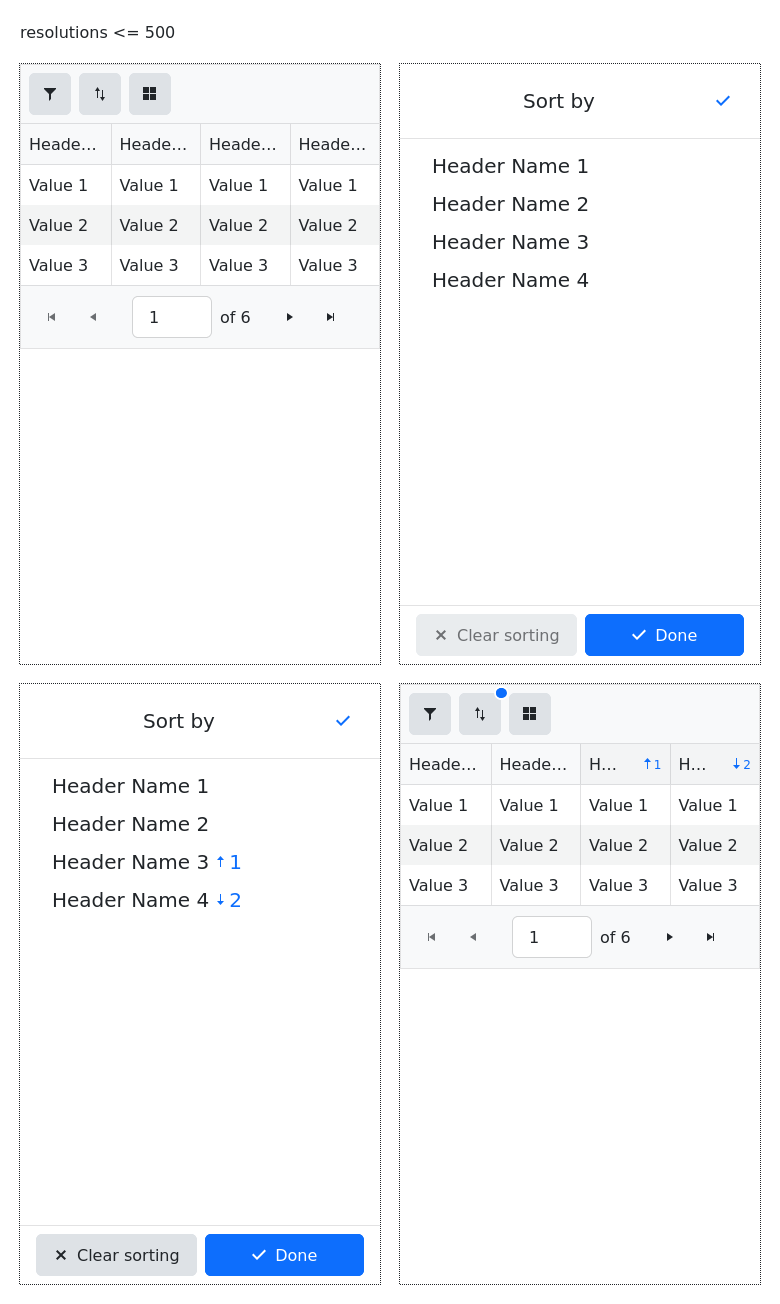 resolutions <= 500
Heade... Heade... Heade... Heade...
Value 1 Value 1 Value 1 Value 1
Value 2 Value 2 Value 2 Value 2
Value 3 Value 3 Value 3 Value 3
1 of 6
Sort by
Header Name 1
Header Name 2
Header Name 3
Header Name 4
Clear sorting Done
Sort by
Header Name 1
Header Name 2
Header Name 3 1
Header Name 4 2
Clear sorting Done
Heade... Heade... H... 1 H... 2
Value 1 Value 1 Value 1 Value 1
Value 2 Value 2 Value 2 Value 2
Value 3 Value 3 Value 3 Value 3
1 of 6